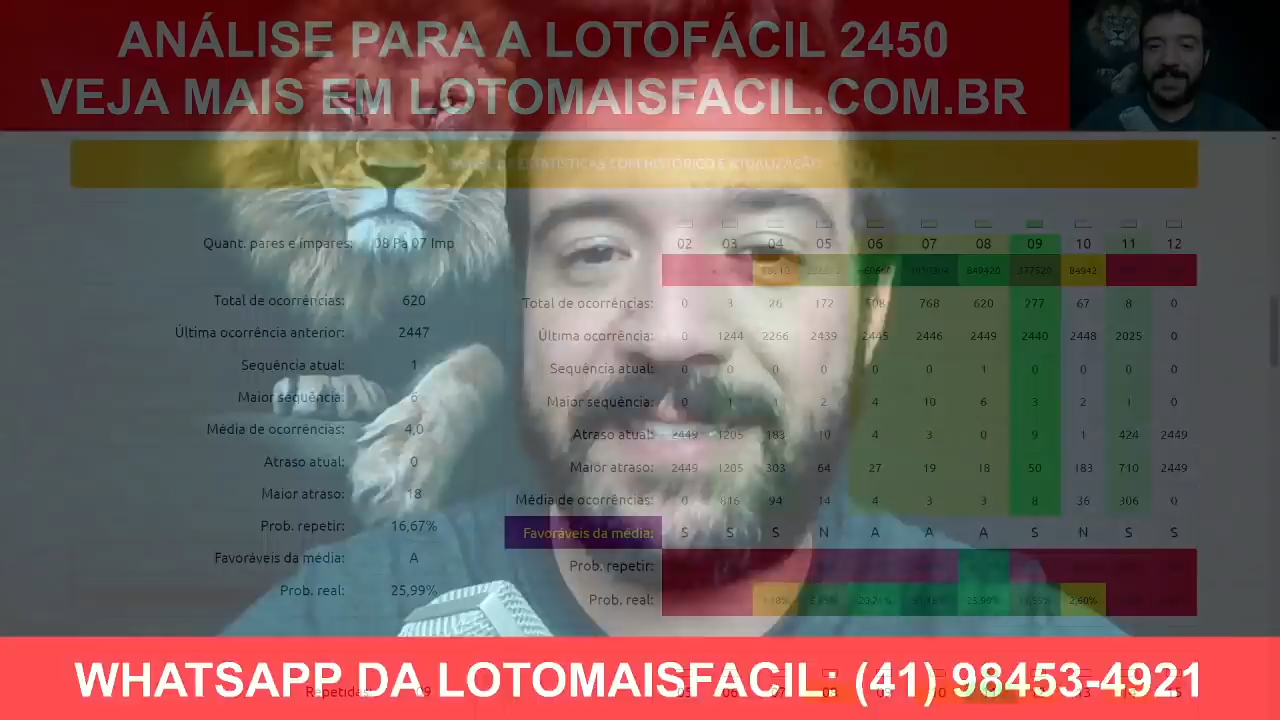 ANÁLISE PARA A LOTOFÁCIL 2450
VEJA MAIS EM LOTOMAISFACIL.COM.BR
Quant. pares e impares: 08 Pa 07 Imp
02 03 04 05 06 07 08 09 10 11 12
849420 377520 84942
Total de ocorrências: 620
Total de ocorrências: 0 3 26 172 508 768 620 277 67 8 0
Última ocorrência anterior: 2447
Última ocorrência: 0 1244 2266 2439 2445 2446 2449 2440 2448 2025 0
Sequência atual: 1
Sequência atual: 0 0 0 0 0 0 1 0 0 0 0
Maior sequência: 6
Maior sequência: 0 1 1 2 4 10 6 3 2 1 0
Média de ocorrências: 4,0
Atraso atual: 2449 1205 183 10 4 3 0 9 1 424 2449
Atraso atual: 0
Maior atraso: 2449 1205 303 64 27 19 18 50 183 710 2449
Maior atraso: 18
Média de ocorrências: 0 816 94 14 4 3 3 8 36 306 0
Prob. repetir: 16,67%
Favoráveis da média: S S S N A A A S N S S
Favoráveis da média: A
Prob. repetir:
Prob. real: 25,99%
Prob. real: 25,99% 2,60%
WHATSAPP DA LOTOMAISFACIL: (41) 98453-4921
Repetidas: 09